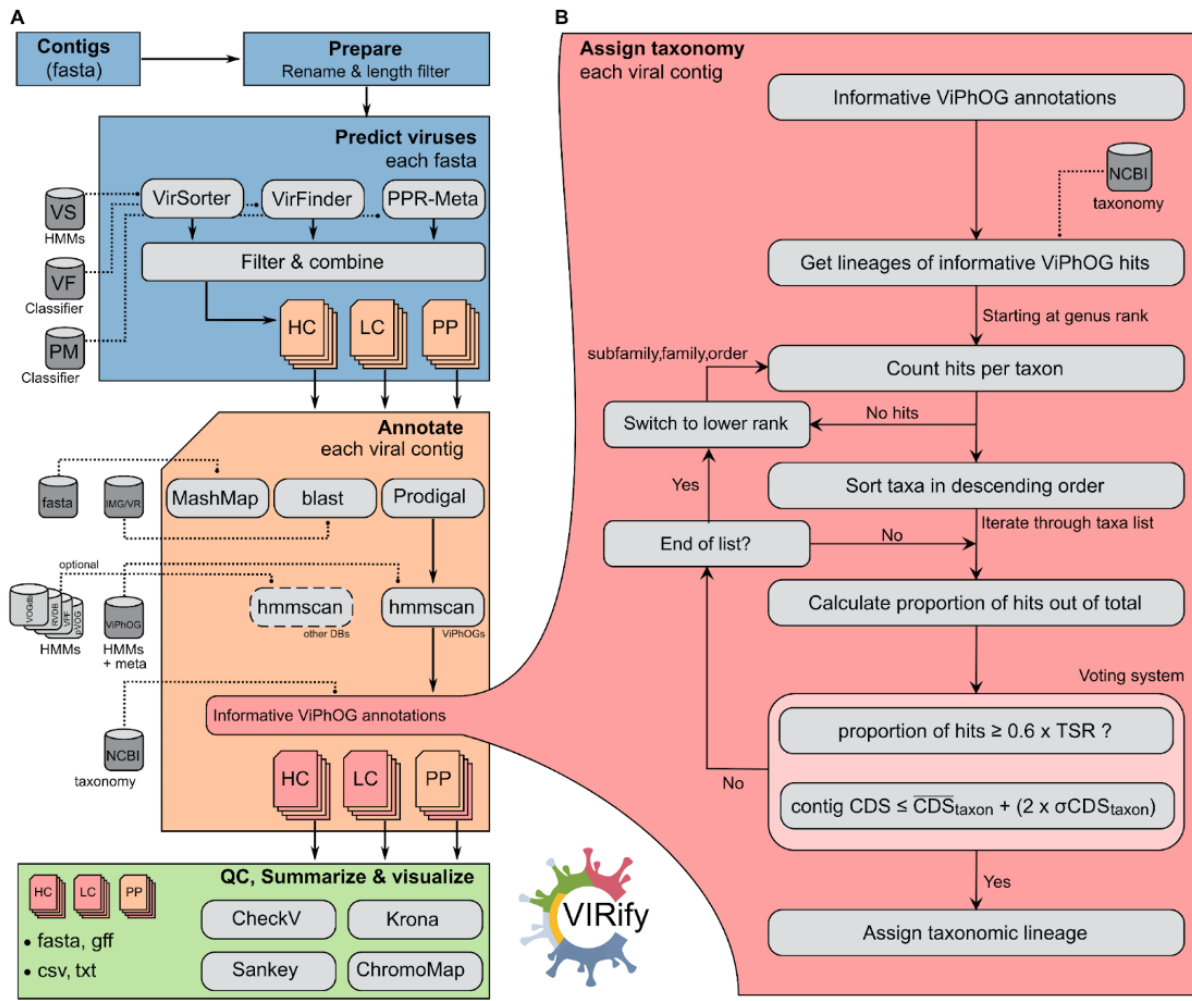 A
Contigs
(fasta)
Prepare
Rename & length filter
Predict viruses
each fasta
VirSorter
VirFinder
PPR-Meta
VS
HMMs
VF
Classifier
PM
Classifier
Filter & combine
HC
LC
PP
Annotate
each viral contig
fasta
IMG/VR
MashMap
blast
Prodigal
optional
VOGdb
RVDB
VPF
pVOG
HMMs
ViPhOG
HMMs
+ meta
hmmscan
other DBs
hmmscan
ViPhOGs
Informative ViPhOG annotations
NCBI
taxonomy
HC
LC
PP
QC, Summarize & visualize
HC
LC
PP
• fasta, gff
• csv, txt
CheckV
Krona
Sankey
ChromoMap
VIRify
B
Assign taxonomy
each viral contig
Informative ViPhOG annotations
NCBI
taxonomy
Get lineages of informative ViPhOG hits
Starting at genus rank
subfamily,family,order
Count hits per taxon
No hits
Switch to lower rank
Yes
Sort taxa in descending order
Iterate through taxa list
End of list?
No
Calculate proportion of hits out of total
Voting system
proportion of hits ≥ 0.6 x TSR ?
No
contig CDS ≤ C̅D̅S̅taxon + (2 x σCDStaxon)
Yes
Assign taxonomic lineage